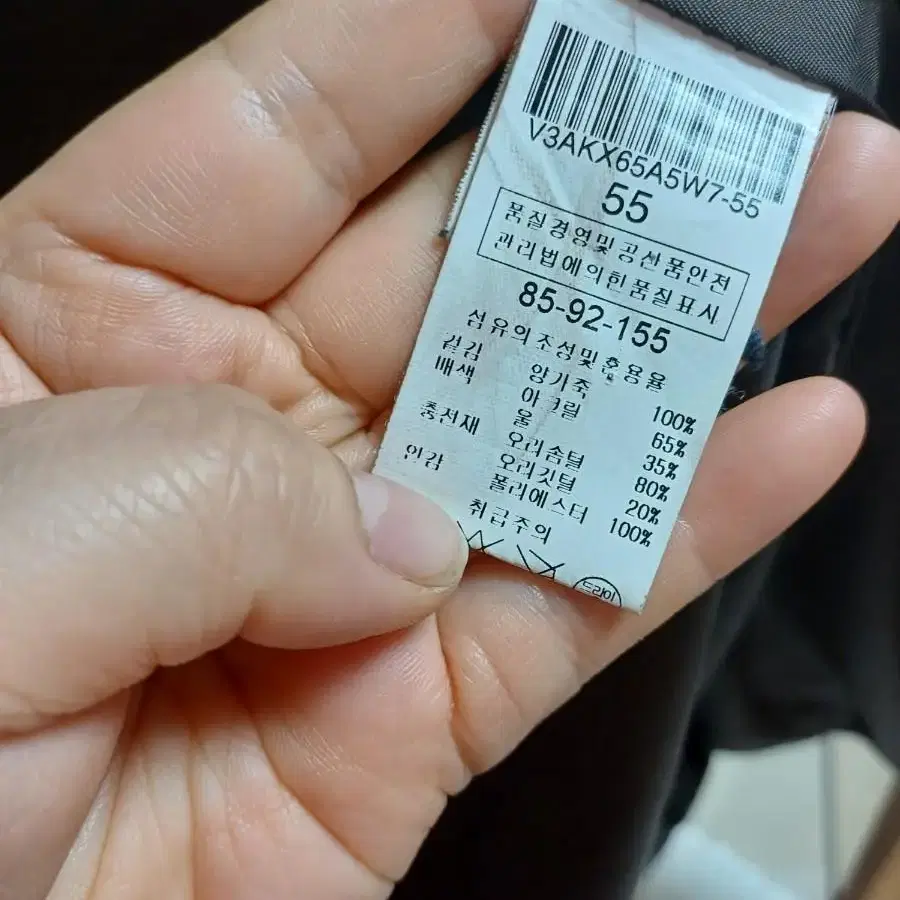 V3AKX65A5W7-55
55
품질경영및공산품안전
관리법에의힌품질표시
85-92-155
섬유의조성및혼용율
겉감 양가죽 100%
배색 아크릴 65%
울 35%
충전재 오리솜털 80%
오리깃털 20%
안감 폴리에스터 100%
취급주의
드라이